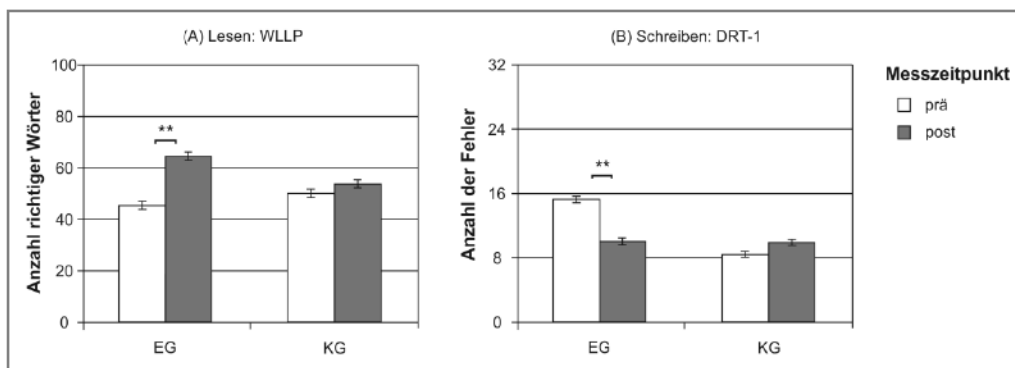 (A) Lesen: WLLP
Anzahl richtiger Wörter
100
80
60
40
20
0
**
EG
KG
(B) Schreiben: DRT-1
Anzahl der Fehler
32
24
16
8
0
**
EG
KG
Messzeitpunkt
prä
post